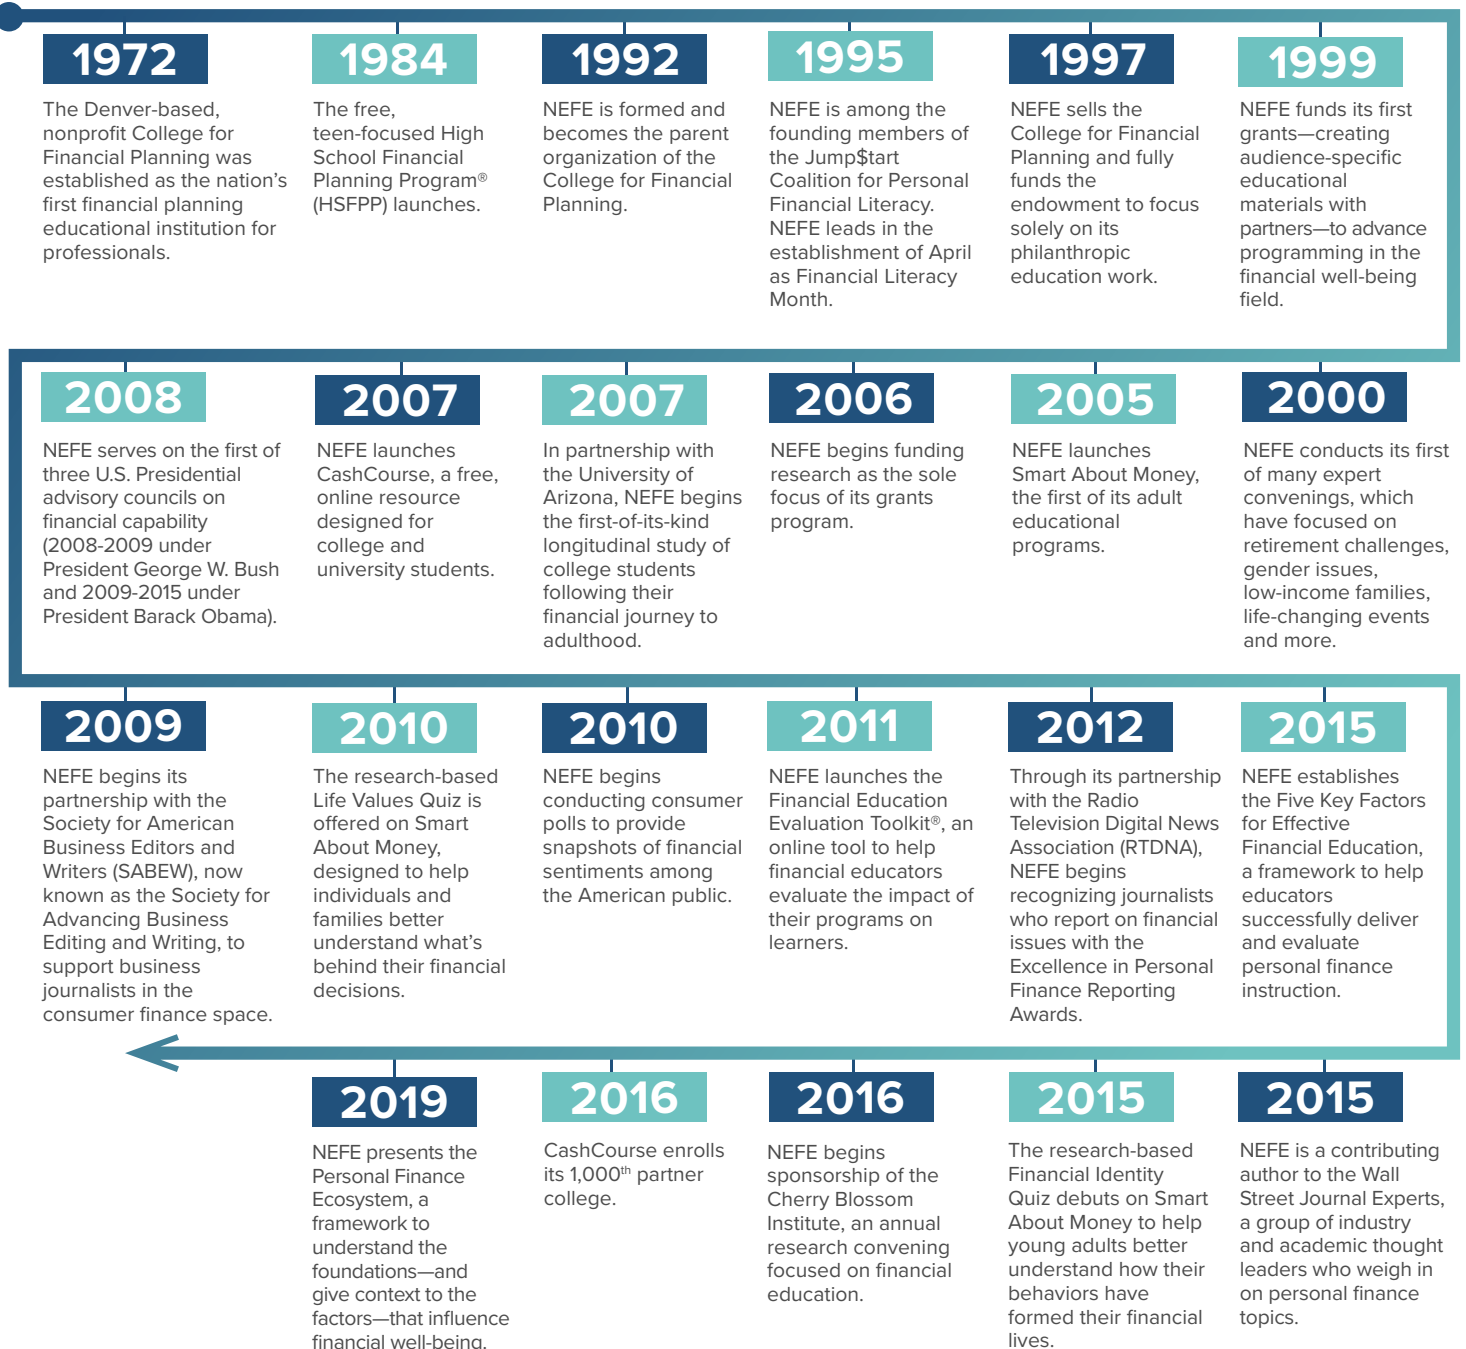 1972
The Denver-based,
nonprofit College for
Financial Planning was
established as the nation's
first financial planning
educational institution for
professionals.
1984
The free,
teen-focused High
School Financial
Planning Program®
(HSFPP) launches.
1992
NEFE is formed and
becomes the parent
organization of the
College for Financial
Planning.
1995
NEFE is among the
founding members of
the Jump$tart
Coalition for Personal
Financial Literacy.
NEFE leads in the
establishment of April
as Financial Literacy
Month.
1997
NEFE sells the
College for Financial
Planning and fully
funds the
endowment to focus
solely on its
philanthropic
education work.
1999
NEFE funds its first
grants—creating
audience-specific
educational
materials with
partners—to advance
programming in the
financial well-being
field.
2000
NEFE conducts its first
of many expert
convenings, which
have focused on
retirement challenges,
gender issues,
low-income families,
life-changing events
and more.
2005
NEFE launches
Smart About Money,
the first of its adult
educational
programs.
2006
NEFE begins funding
research as the sole
focus of its grants
program.
2007
In partnership with
the University of
Arizona, NEFE begins
the first-of-its-kind
longitudinal study of
college students
following their
financial journey to
adulthood.
2007
NEFE launches
CashCourse, a free,
online resource
designed for
college and
university students.
2008
NEFE serves on the first of
three U.S. Presidential
advisory councils on
financial capability
(2008-2009 under
President George W. Bush
and 2009-2015 under
President Barack Obama).
2009
NEFE begins its
partnership with the
Society for American
Business Editors and
Writers (SABEW), now
known as the Society for
Advancing Business
Editing and Writing, to
support business
journalists in the
consumer finance space.
2010
The research-based
Life Values Quiz is
offered on Smart
About Money,
designed to help
individuals and
families better
understand what's
behind their financial
decisions.
2010
NEFE begins
conducting consumer
polls to provide
snapshots of financial
sentiments among
the American public.
2011
NEFE launches the
Financial Education
Evaluation Toolkit®, an
online tool to help
financial educators
evaluate the impact of
their programs on
learners.
2012
Through its partnership
with the Radio
Television Digital News
Association (RTDNA),
NEFE begins
recognizing journalists
who report on financial
issues with the
Excellence in Personal
Finance Reporting
Awards.
2015
NEFE establishes
the Five Key Factors
for Effective
Financial Education,
a framework to help
educators
successfully deliver
and evaluate
personal finance
instruction.
2015
NEFE is a contributing
author to the Wall
Street Journal Experts,
a group of industry
and academic thought
leaders who weigh in
on personal finance
topics.
2015
The research-based
Financial Identity
Quiz debuts on Smart
About Money to help
young adults better
understand how their
behaviors have
formed their financial
lives.
2016
NEFE begins
sponsorship of the
Cherry Blossom
Institute, an annual
research convening
focused on financial
education.
2016
CashCourse enrolls
its 1,000th partner
college.
2019
NEFE presents the
Personal Finance
Ecosystem, a
framework to
understand the
foundations—and
give context to the
factors—that influence
financial well-being.